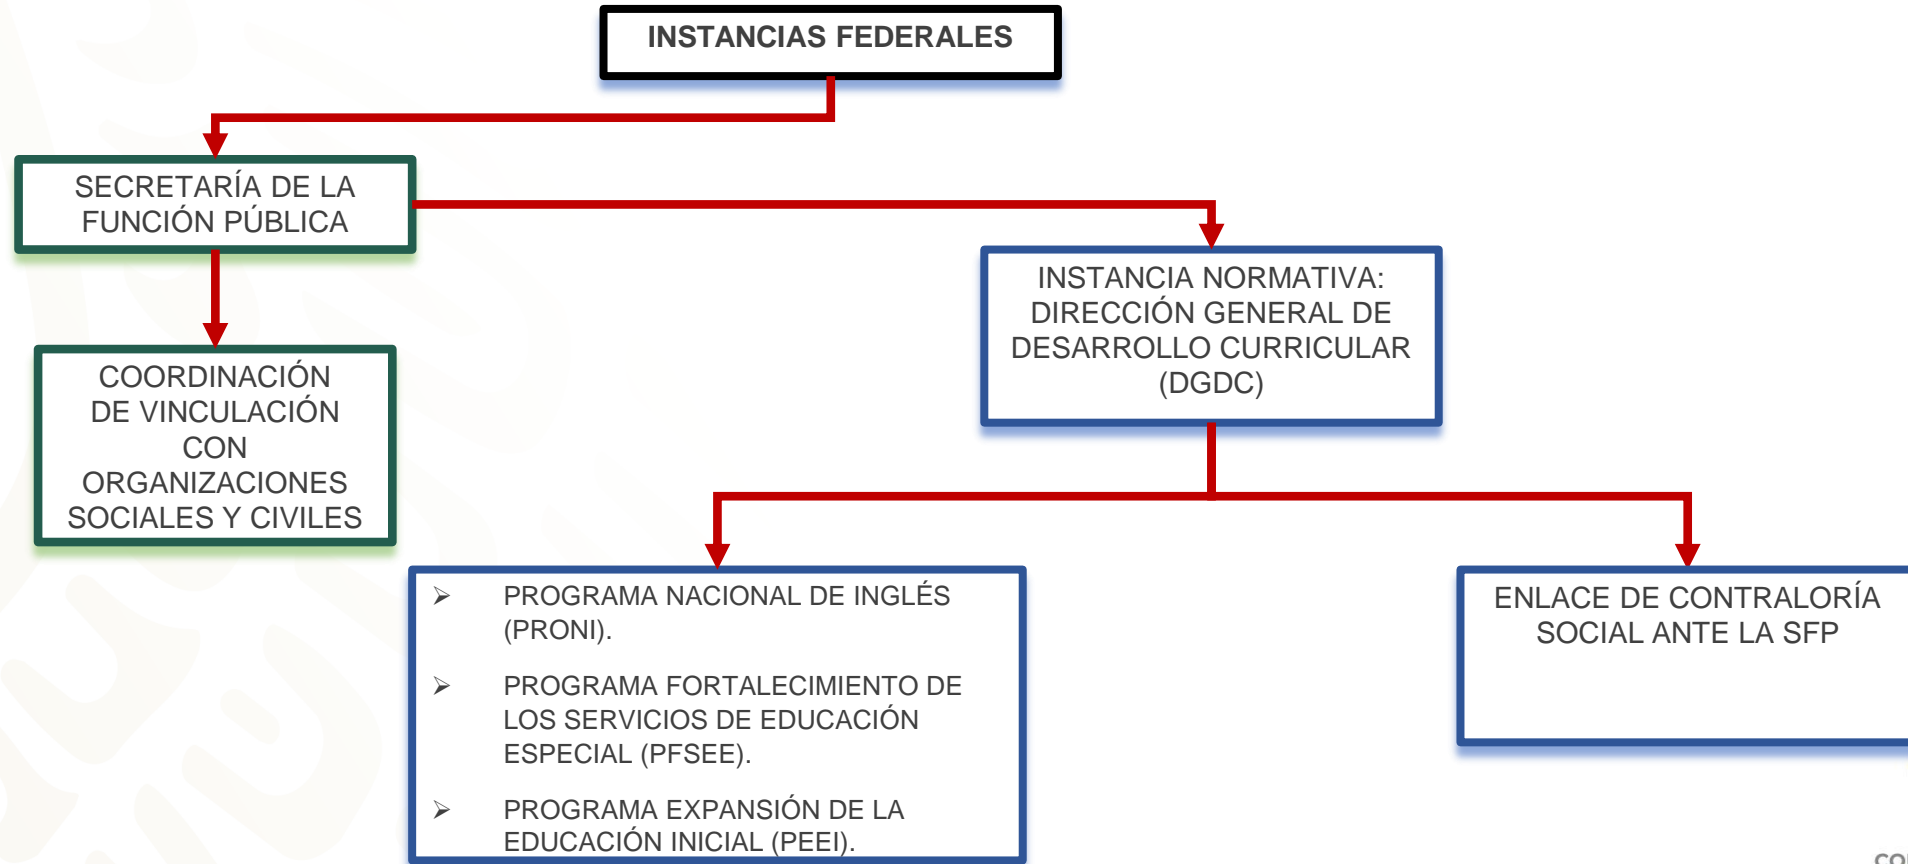 INSTANCIAS FEDERALES
SECRETARÍA DE LA
FUNCIÓN PÚBLICA
INSTANCIA NORMATIVA:
DIRECCIÓN GENERAL DE
DESARROLLO CURRICULAR
(DGDC)
COORDINACIÓN
DE VINCULACIÓN
CON
ORGANIZACIONES
SOCIALES Y CIVILES
➢ PROGRAMA NACIONAL DE INGLÉS
(PRONI).
➢ PROGRAMA FORTALECIMIENTO DE
LOS SERVICIOS DE EDUCACIÓN
ESPECIAL (PFSEE).
➢ PROGRAMA EXPANSIÓN DE LA
EDUCACIÓN INICIAL (PEEI).
ENLACE DE CONTRALORÍA
SOCIAL ANTE LA SFP